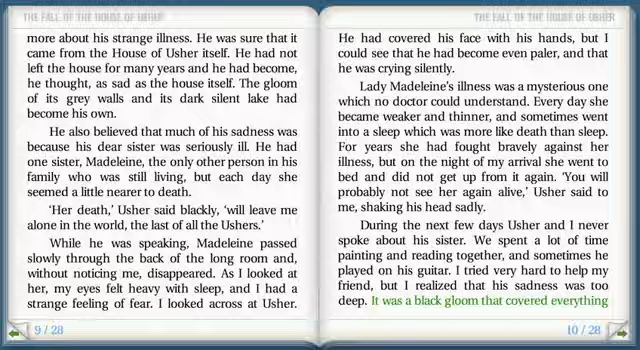 THE FALL OF THE HOUSE OF USHER
more about his strange illness. He was sure that it
came from the House of Usher itself. He had not
left the house for many years and he had become,
he thought, as sad as the house itself. The gloom
of its grey walls and its dark silent lake had
become his own.
He also believed that much of his sadness was
because his dear sister was seriously ill. He had
one sister, Madeleine, the only other person in his
family who was still living, but each day she
seemed a little nearer to death.
‘Her death,’ Usher said blackly, ‘will leave me
alone in the world, the last of all the Ushers.’
While he was speaking, Madeleine passed
slowly through the back of the long room and,
without noticing me, disappeared. As I looked at
her, my eyes felt heavy with sleep, and I had a
strange feeling of fear. I looked across at Usher.
9 / 28
THE FALL OF THE HOUSE OF USHER
He had covered his face with his hands, but I
could see that he had become even paler, and that
he was crying silently.
Lady Madeleine’s illness was a mysterious one
which no doctor could understand. Every day she
became weaker and thinner, and sometimes went
into a sleep which was more like death than sleep.
For years she had fought bravely against her
illness, but on the night of my arrival she went to
bed and did not get up from it again. ‘You will
probably not see her again alive,’ Usher said to
me, shaking his head sadly.
During the next few days Usher and I never
spoke about his sister. We spent a lot of time
painting and reading together, and sometimes he
played on his guitar. I tried very hard to help my
friend, but I realized that his sadness was too
deep. It was a black gloom that covered everything
10 / 28